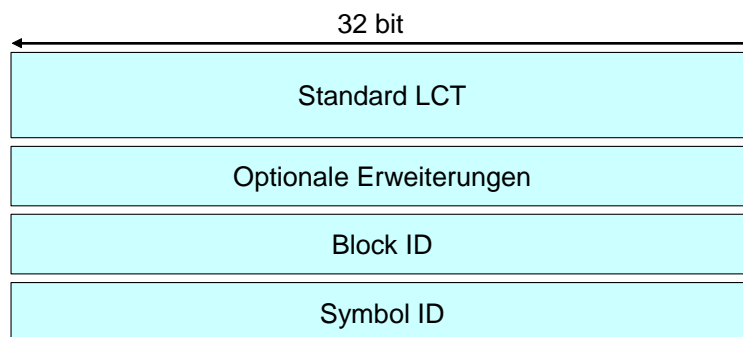 32 bit
Standard LCT
Optionale Erweiterungen
Block ID
Symbol ID